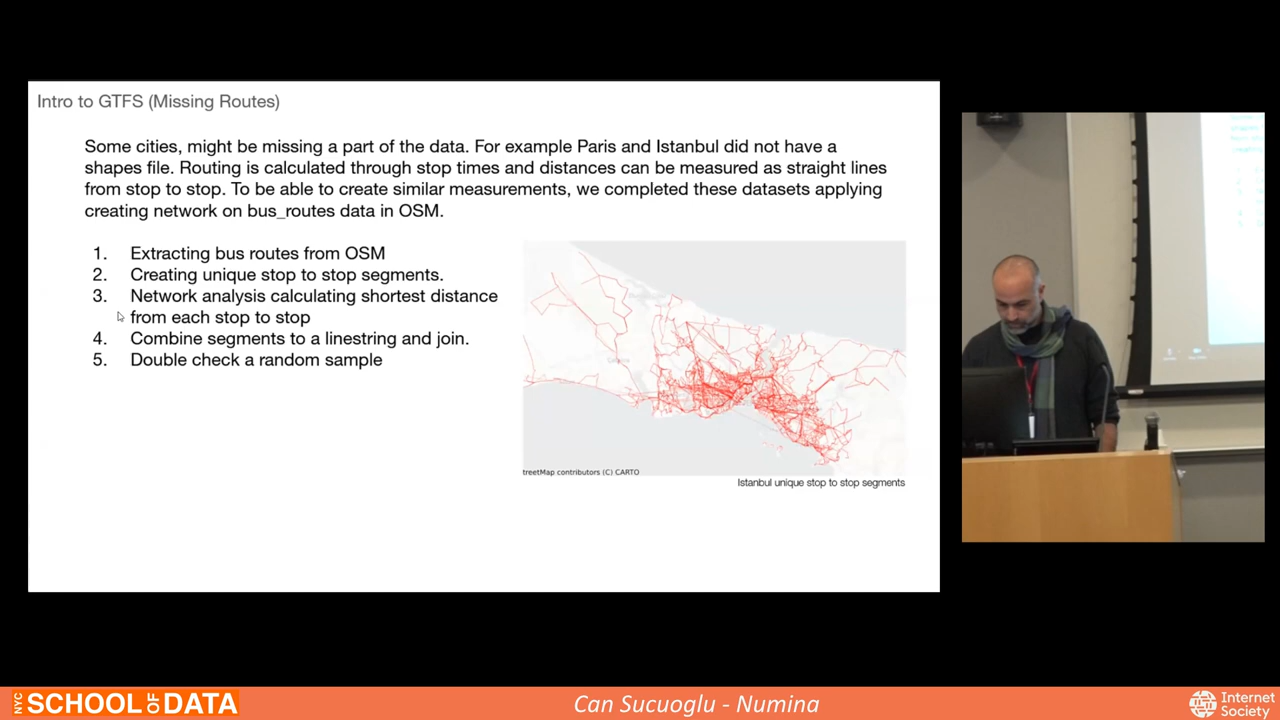 Intro to GTFS (Missing Routes)
Some cities, might be missing a part of the data. For example Paris and Istanbul did not have a
shapes file. Routing is calculated through stop times and distances can be measured as straight lines
from stop to stop. To be able to create similar measurements, we completed these datasets applying
creating network on bus_routes data in OSM.
1. Extracting bus routes from OSM
2. Creating unique stop to stop segments.
3. Network analysis calculating shortest distance
from each stop to stop
4. Combine segments to a linestring and join.
5. Double check a random sample
treetMap contributors (C) CARTO
Istanbul unique stop to stop segments
NYC SCHOOL OF DATA
Can Sucuoglu - Numina
Internet
Society